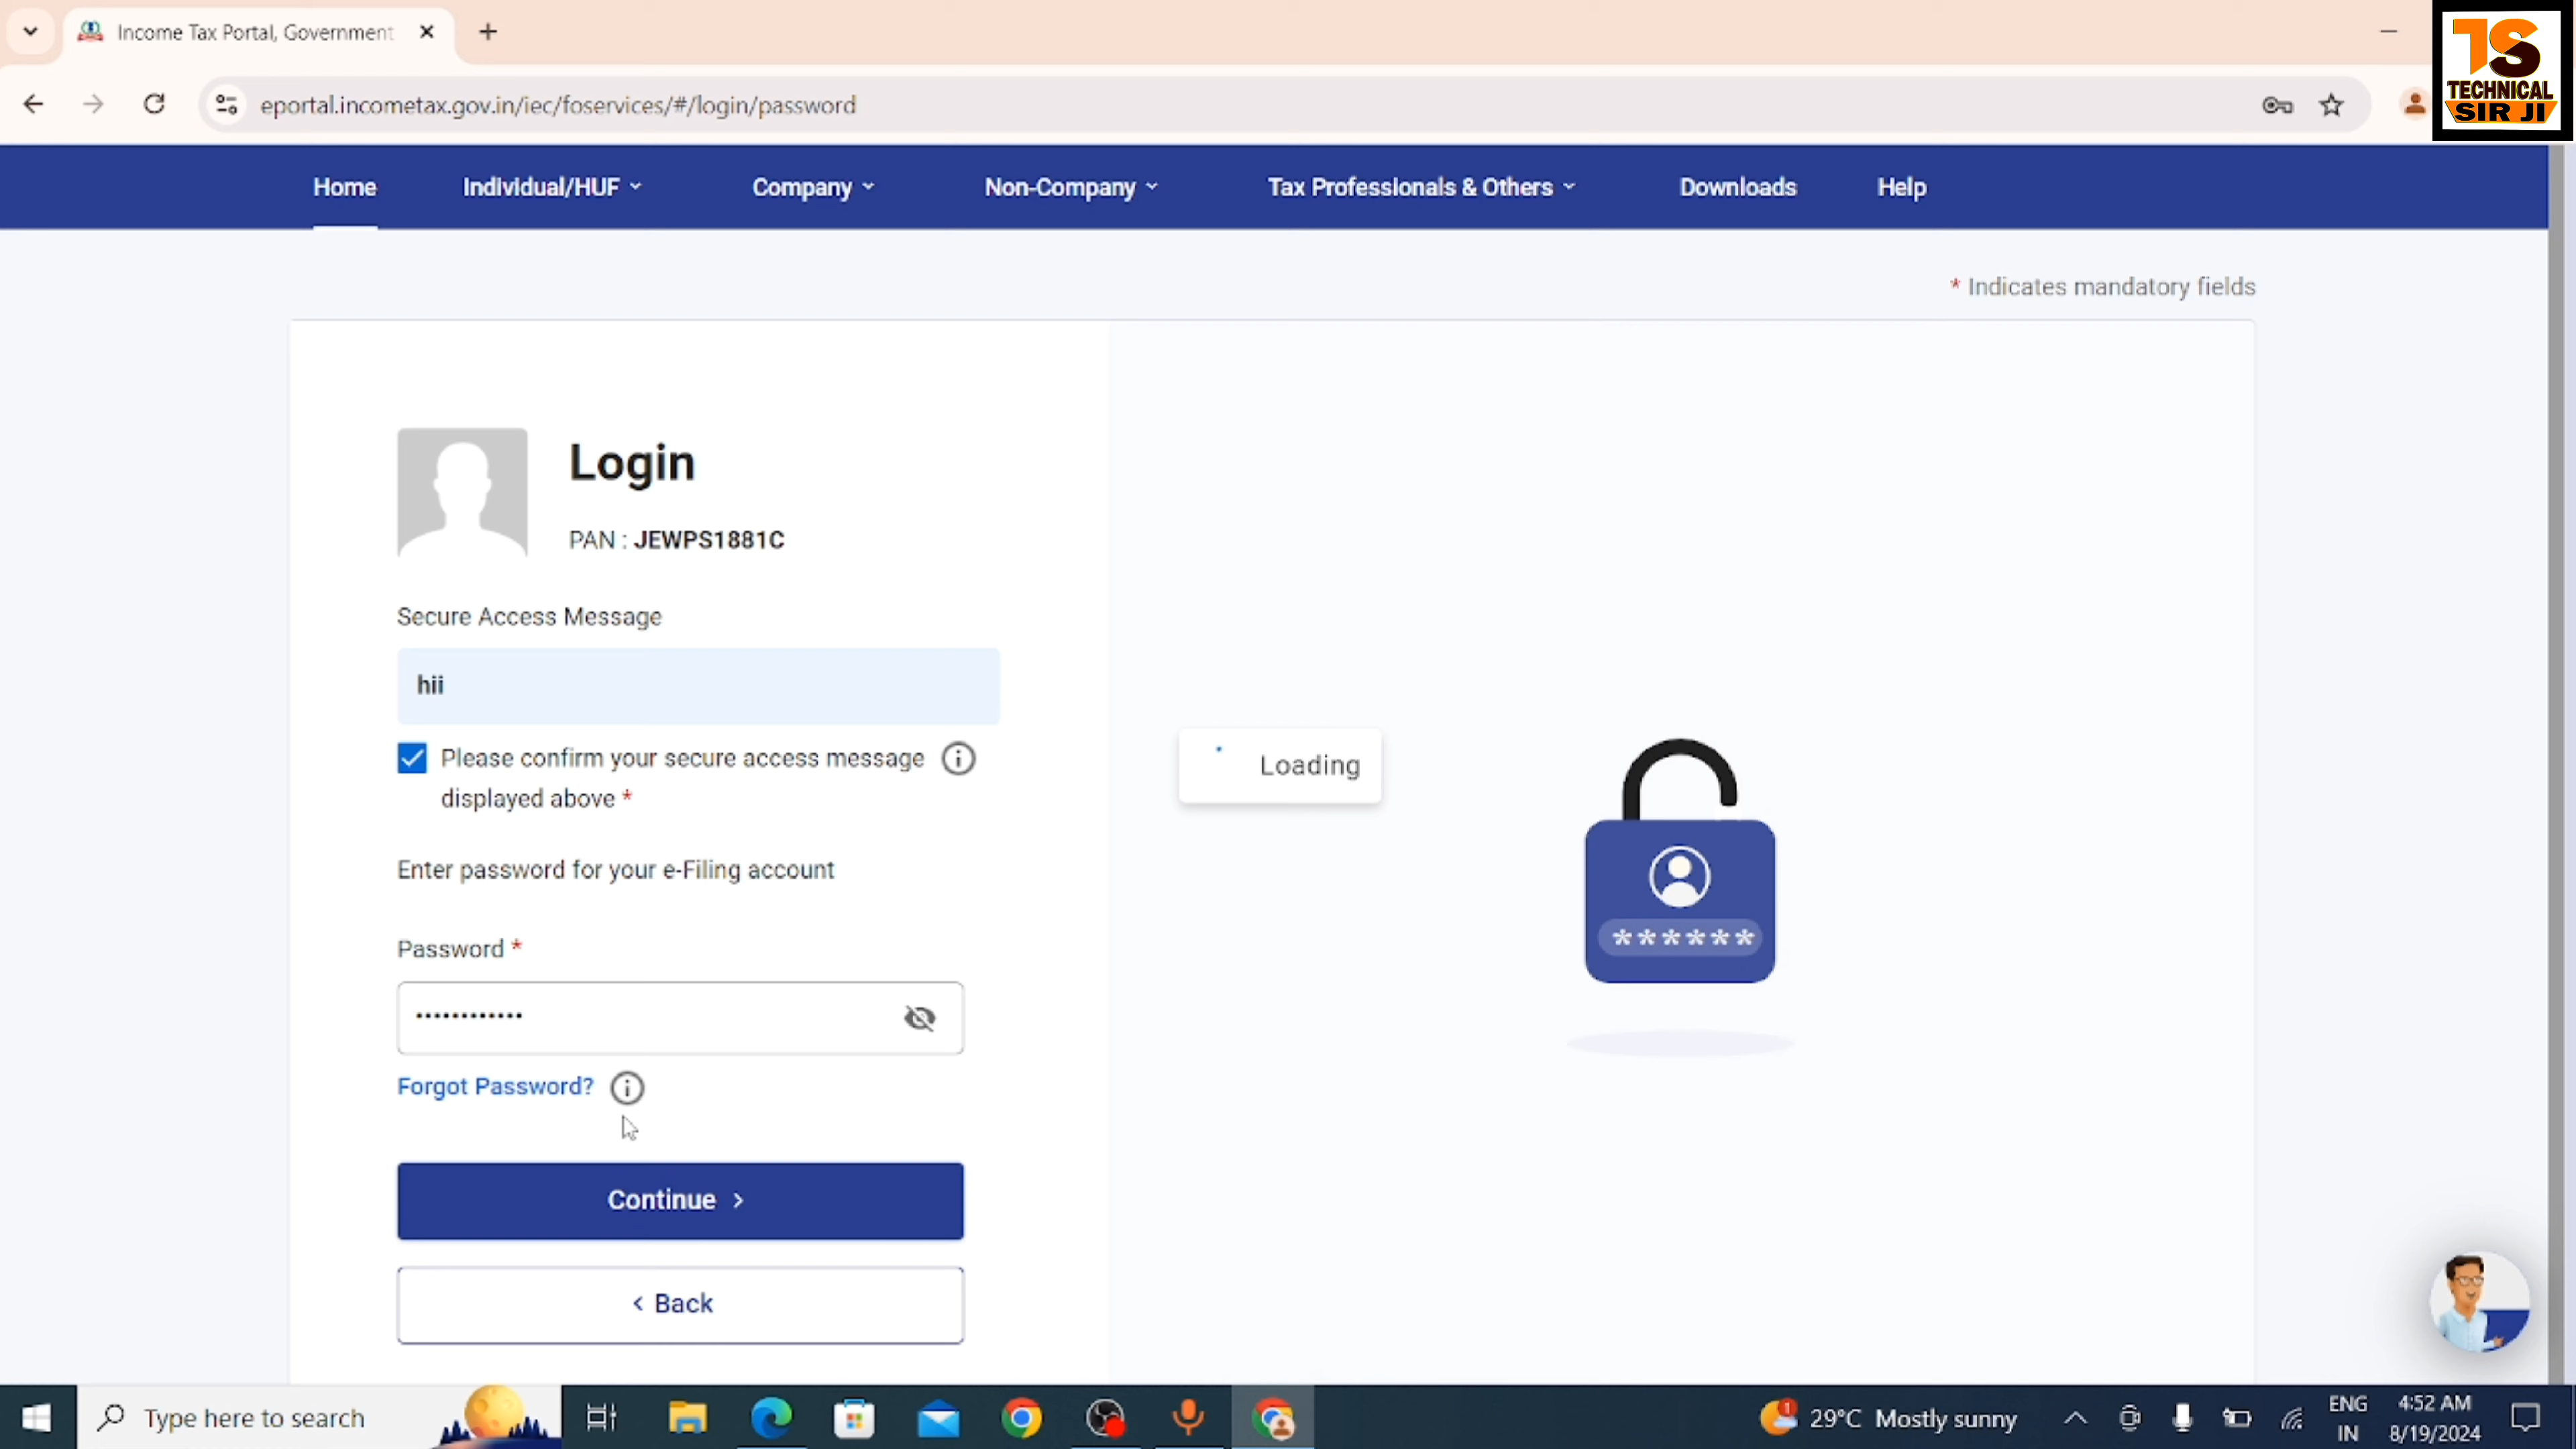 Income Tax Portal, Government
TS
TECHNICAL
SIR JI
eportal.incometax.gov.in/iec/foservices/#/login/password
Home Individual/HUF Company Non-Company Tax Professionals & Others Downloads Help
* Indicates mandatory fields
Login
PAN : JEWPS1881C
Secure Access Message
hii
Please confirm your secure access message
displayed above *
Loading
Enter password for your e-Filing account
Password *
••••••••••••
******
Forgot Password?
Continue >
< Back
Type here to search
1
29°C Mostly sunny
ENG
IN
4:52 AM
8/19/2024